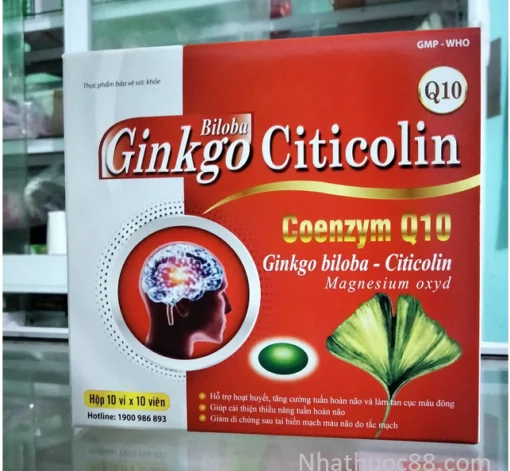 GMP - WHO
Thực phẩm bảo vệ sức khỏe
Q10
Biloba
Ginkgo Citicolin
Coenzym Q10
Ginkgo biloba - Citicolin
Magnesium oxyd
Hộp 10 vỉ x 10 viên
Hotline: 1900 986 893
Hỗ trợ hoạt huyết, tăng cường tuần hoàn não và làm tan cục máu đông
Giúp cải thiện thiểu năng tuần hoàn não
Giảm di chứng sau tai biến mạch máu não do tắc mạch
Nhathuoc88.com